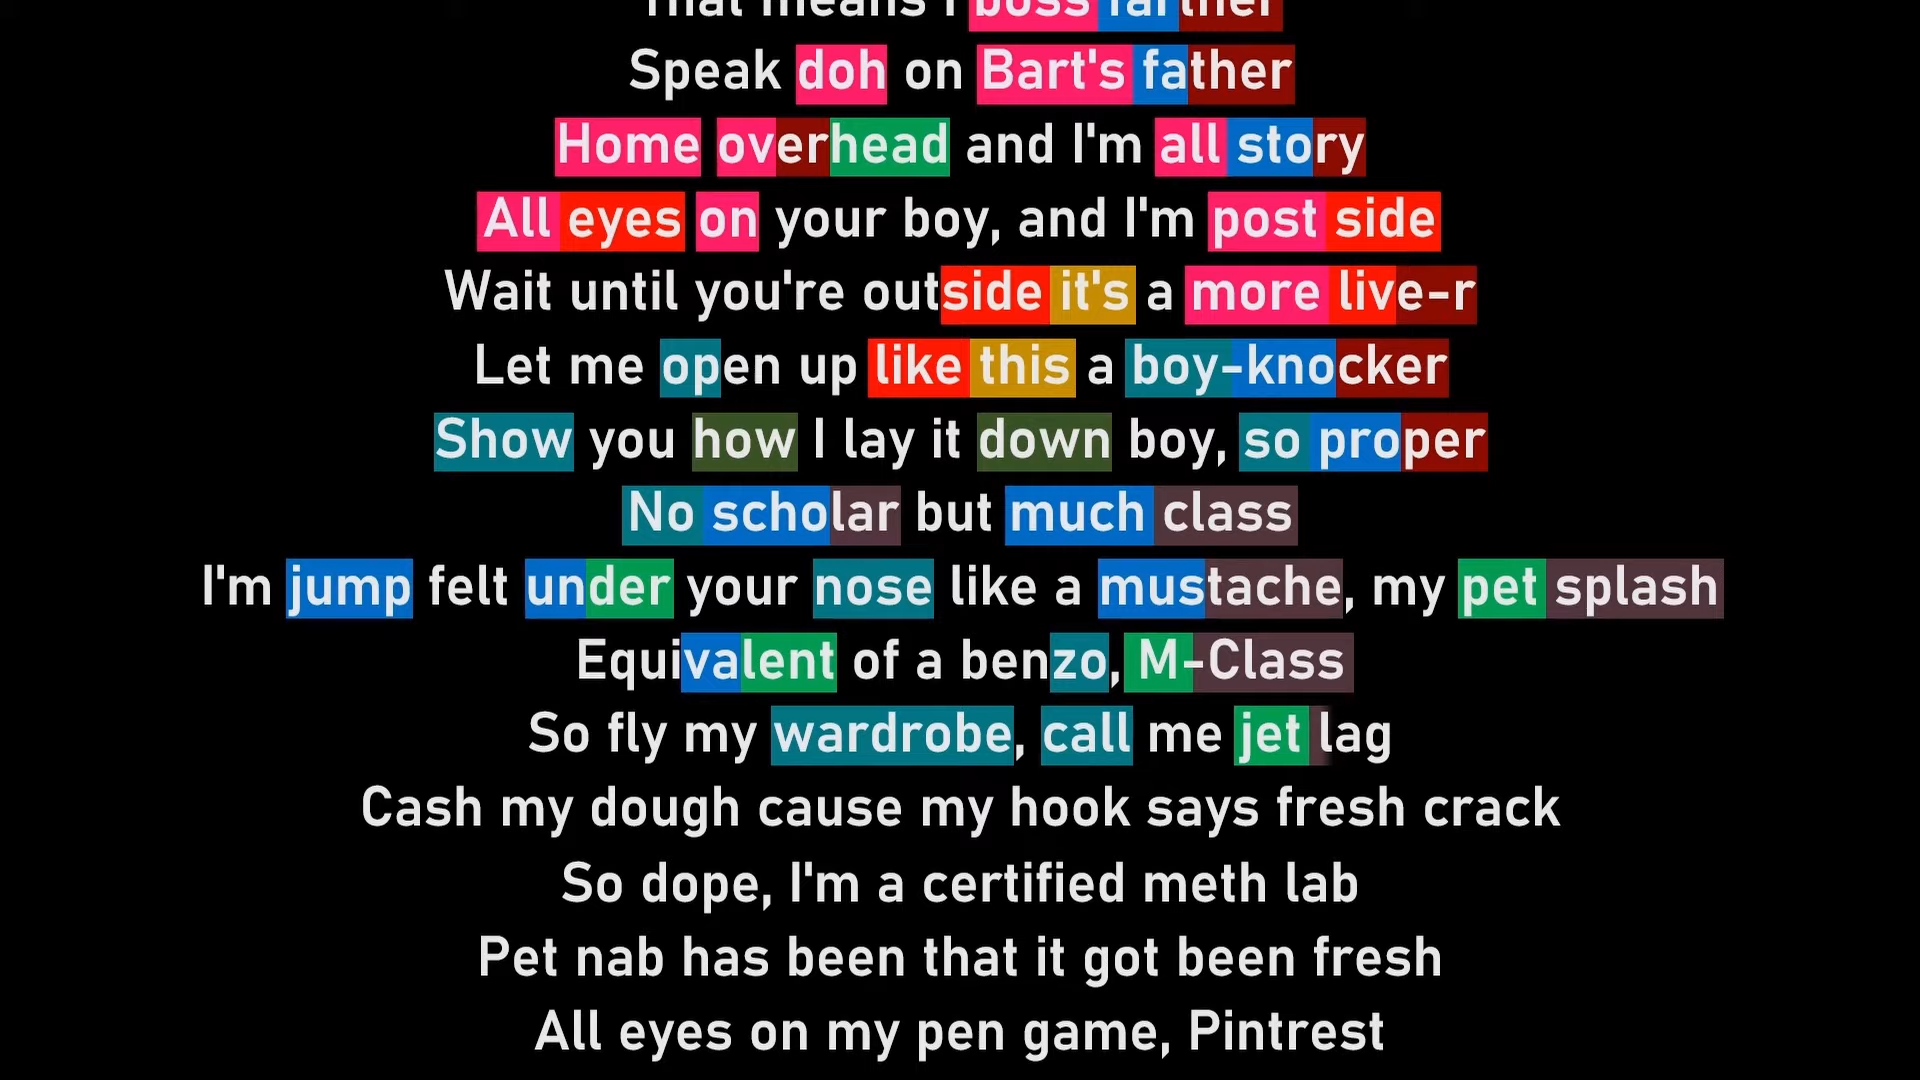 That means I boss farther
Speak doh on Bart's father
Home overhead and I'm all story
All eyes on your boy, and I'm post side
Wait until you're outside it's a more live-r
Let me open up like this a boy-knocker
Show you how I lay it down boy, so proper
No scholar but much class
I'm jump felt under your nose like a mustache, my pet splash
Equivalent of a benzo, M-Class
So fly my wardrobe, call me jet lag
Cash my dough cause my hook says fresh crack
So dope, I'm a certified meth lab
Pet nab has been that it got been fresh
All eyes on my pen game, Pintrest